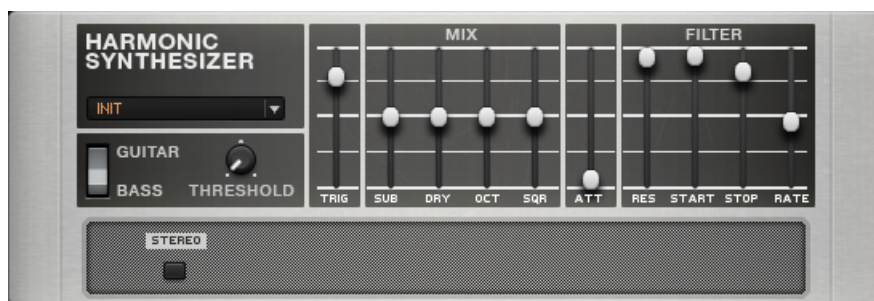 HARMONIC
SYNTHESIZER
INIT
GUITAR
BASS
THRESHOLD
TRIG
MIX
SUB DRY OCT SQR
ATT
FILTER
RES START STOP RATE
STEREO